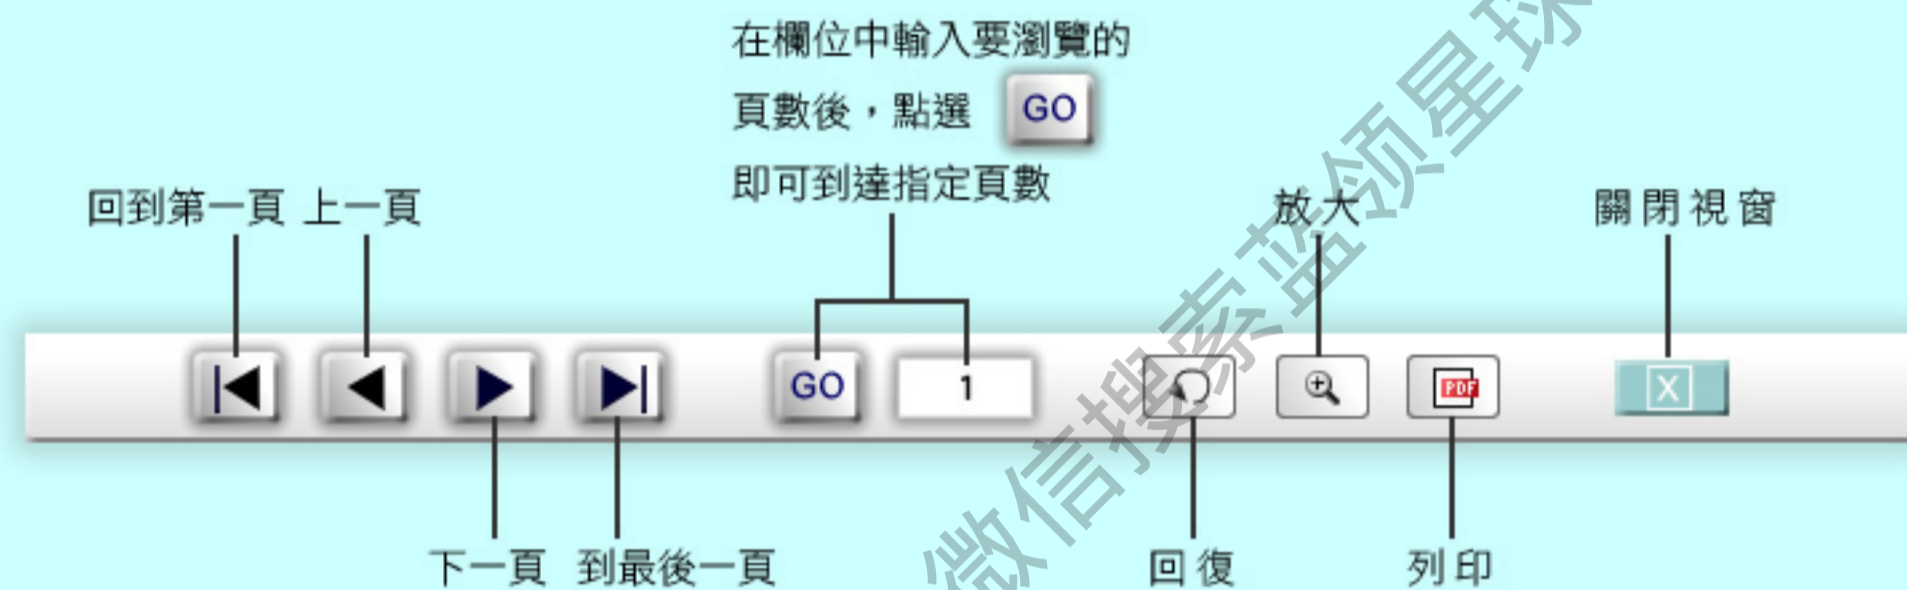 在欄位中輸入要瀏覽的
頁數後，點選 GO
即可到達指定頁數
回到第一頁 上一頁
放大
關閉視窗
GO
1
PDF
X
下一頁 到最後一頁
回復
列印
微信搜索蓝领星球